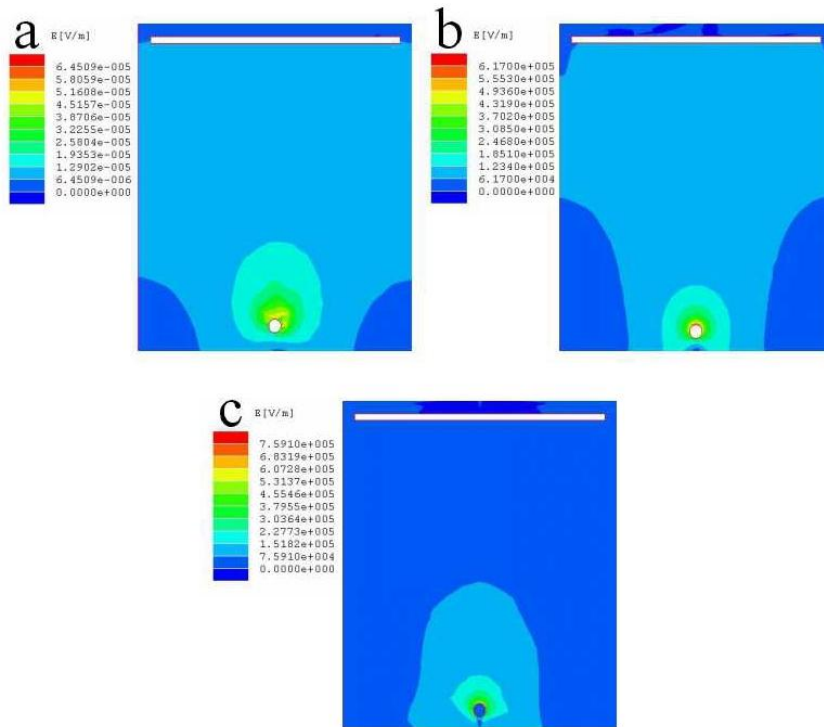 a
E[V/m]
6.4509e-005
5.8059e-005
5.1608e-005
4.5157e-005
3.8706e-005
3.2255e-005
2.5804e-005
1.9353e-005
1.2902e-005
6.4509e-006
0.0000e+000
b
E[V/m]
6.1700e+005
5.5530e+005
4.9360e+005
4.3190e+005
3.7020e+005
3.0850e+005
2.4680e+005
1.8510e+005
1.2340e+005
6.1700e+004
0.0000e+000
c
E[V/m]
7.5910e+005
6.8319e+005
6.0728e+005
5.3137e+005
4.5546e+005
3.7955e+005
3.0364e+005
2.2773e+005
1.5182e+005
7.5910e+004
0.0000e+000